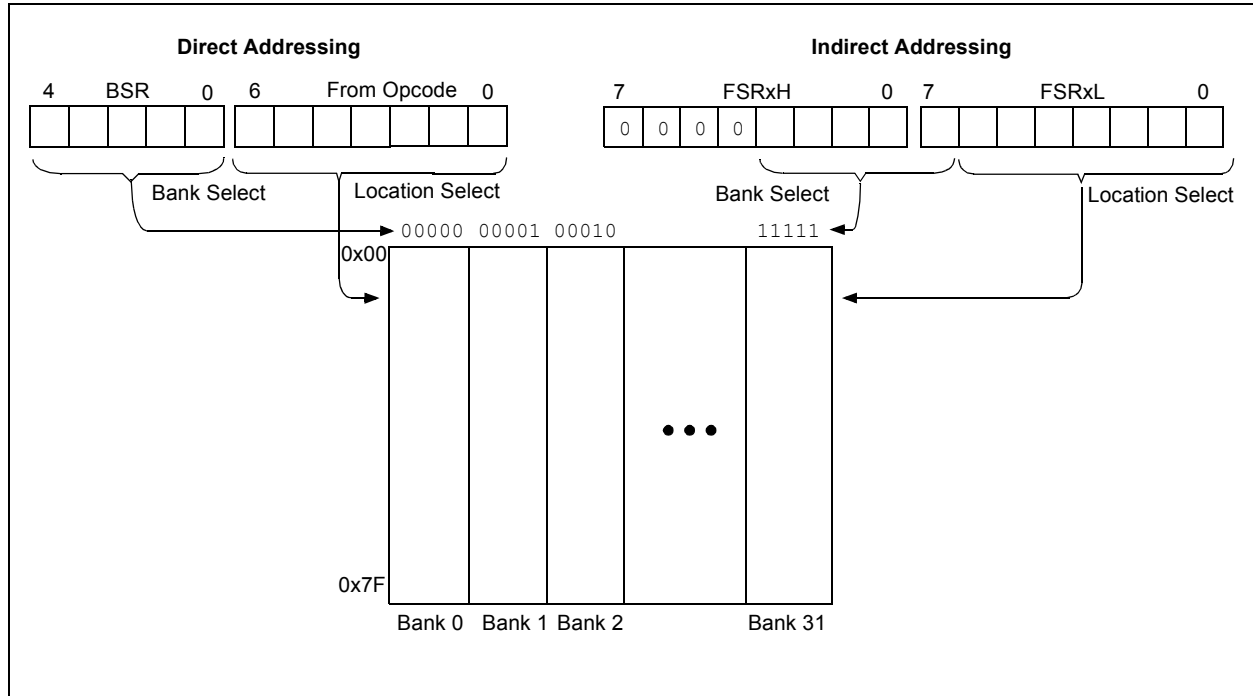 Direct Addressing
Indirect Addressing
4 BSR 0 6 From Opcode 0
7 FSRxH 0 7 FSRxL 0
0 0 0 0
Bank Select Location Select
Bank Select Location Select
00000 00001 00010 11111
0x00
0x7F
Bank 0 Bank 1 Bank 2 Bank 31